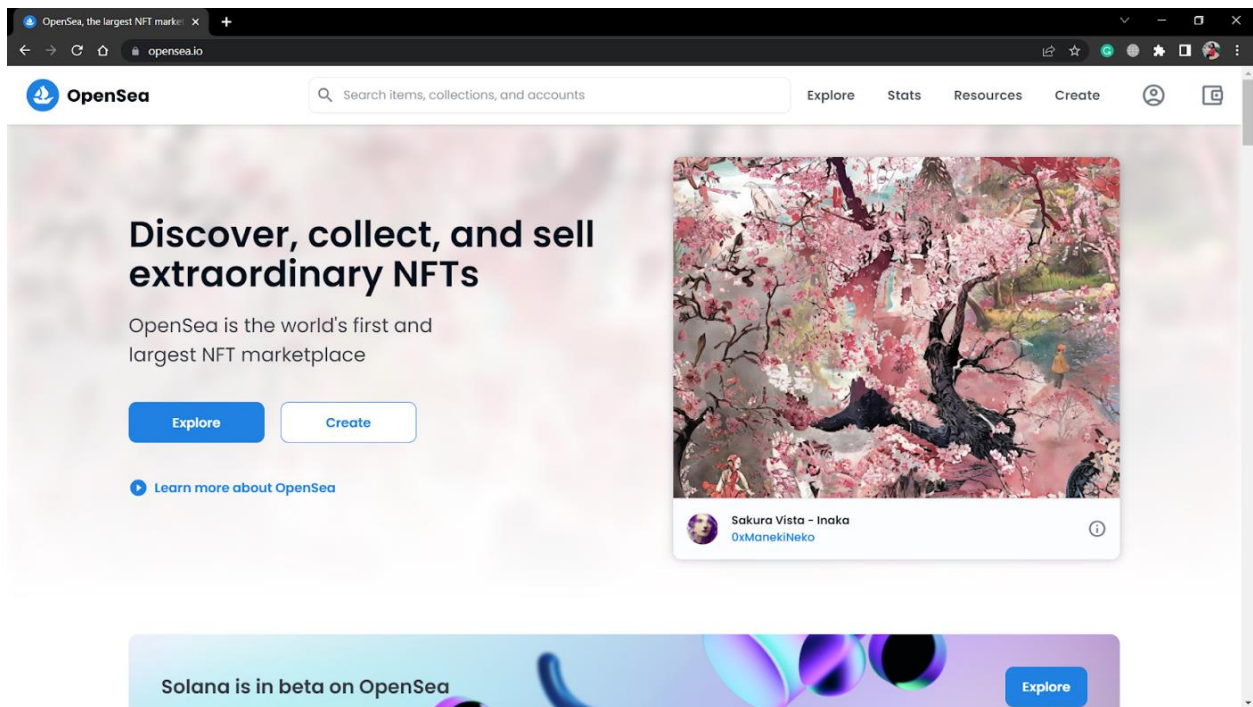 OpenSea, the largest NFT market
opensea.io
OpenSea
Search items, collections, and accounts
Explore
Stats
Resources
Create
Discover, collect, and sell
extraordinary NFTs
OpenSea is the world's first and
largest NFT marketplace
Explore
Create
Learn more about OpenSea
Sakura Vista - Inaka
0xManekiNeko
Solana is in beta on OpenSea
Explore